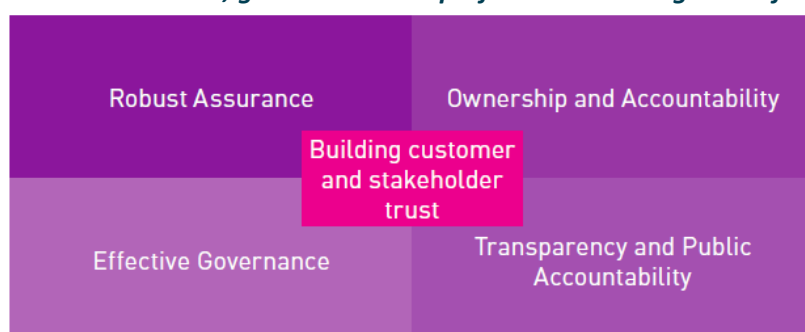 Robust Assurance
Ownership and Accountability
Building customer
and stakeholder
trust
Effective Governance
Transparency and Public
Accountability